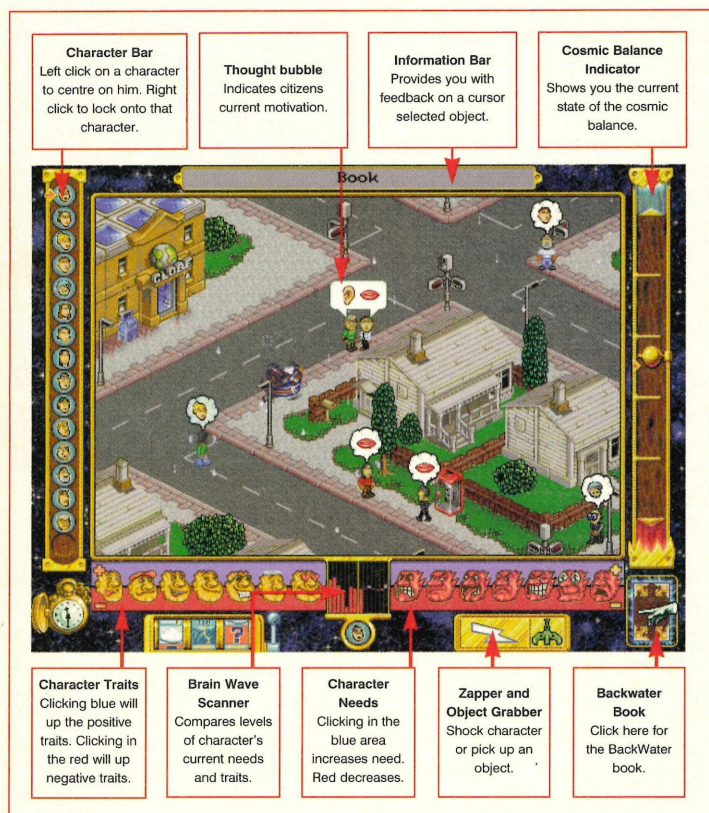 Character Bar
Left click on a character
to centre on him. Right
click to lock onto that
character.
Thought bubble
Indicates citizens
current motivation.
Information Bar
Provides you with
feedback on a cursor
selected object.
Cosmic Balance
Indicator
Shows you the current
state of the cosmic
balance.
Book
GLOBE
Character Traits
Clicking blue will
up the positive
traits. Clicking in
the red will up
negative traits.
Brain Wave
Scanner
Compares levels
of character's
current needs
and traits.
Character
Needs
Clicking in the
blue area
increases need.
Red decreases.
Zapper and
Object Grabber
Shock character
or pick up an
object.
Backwater
Book
Click here for
the BackWater
book.